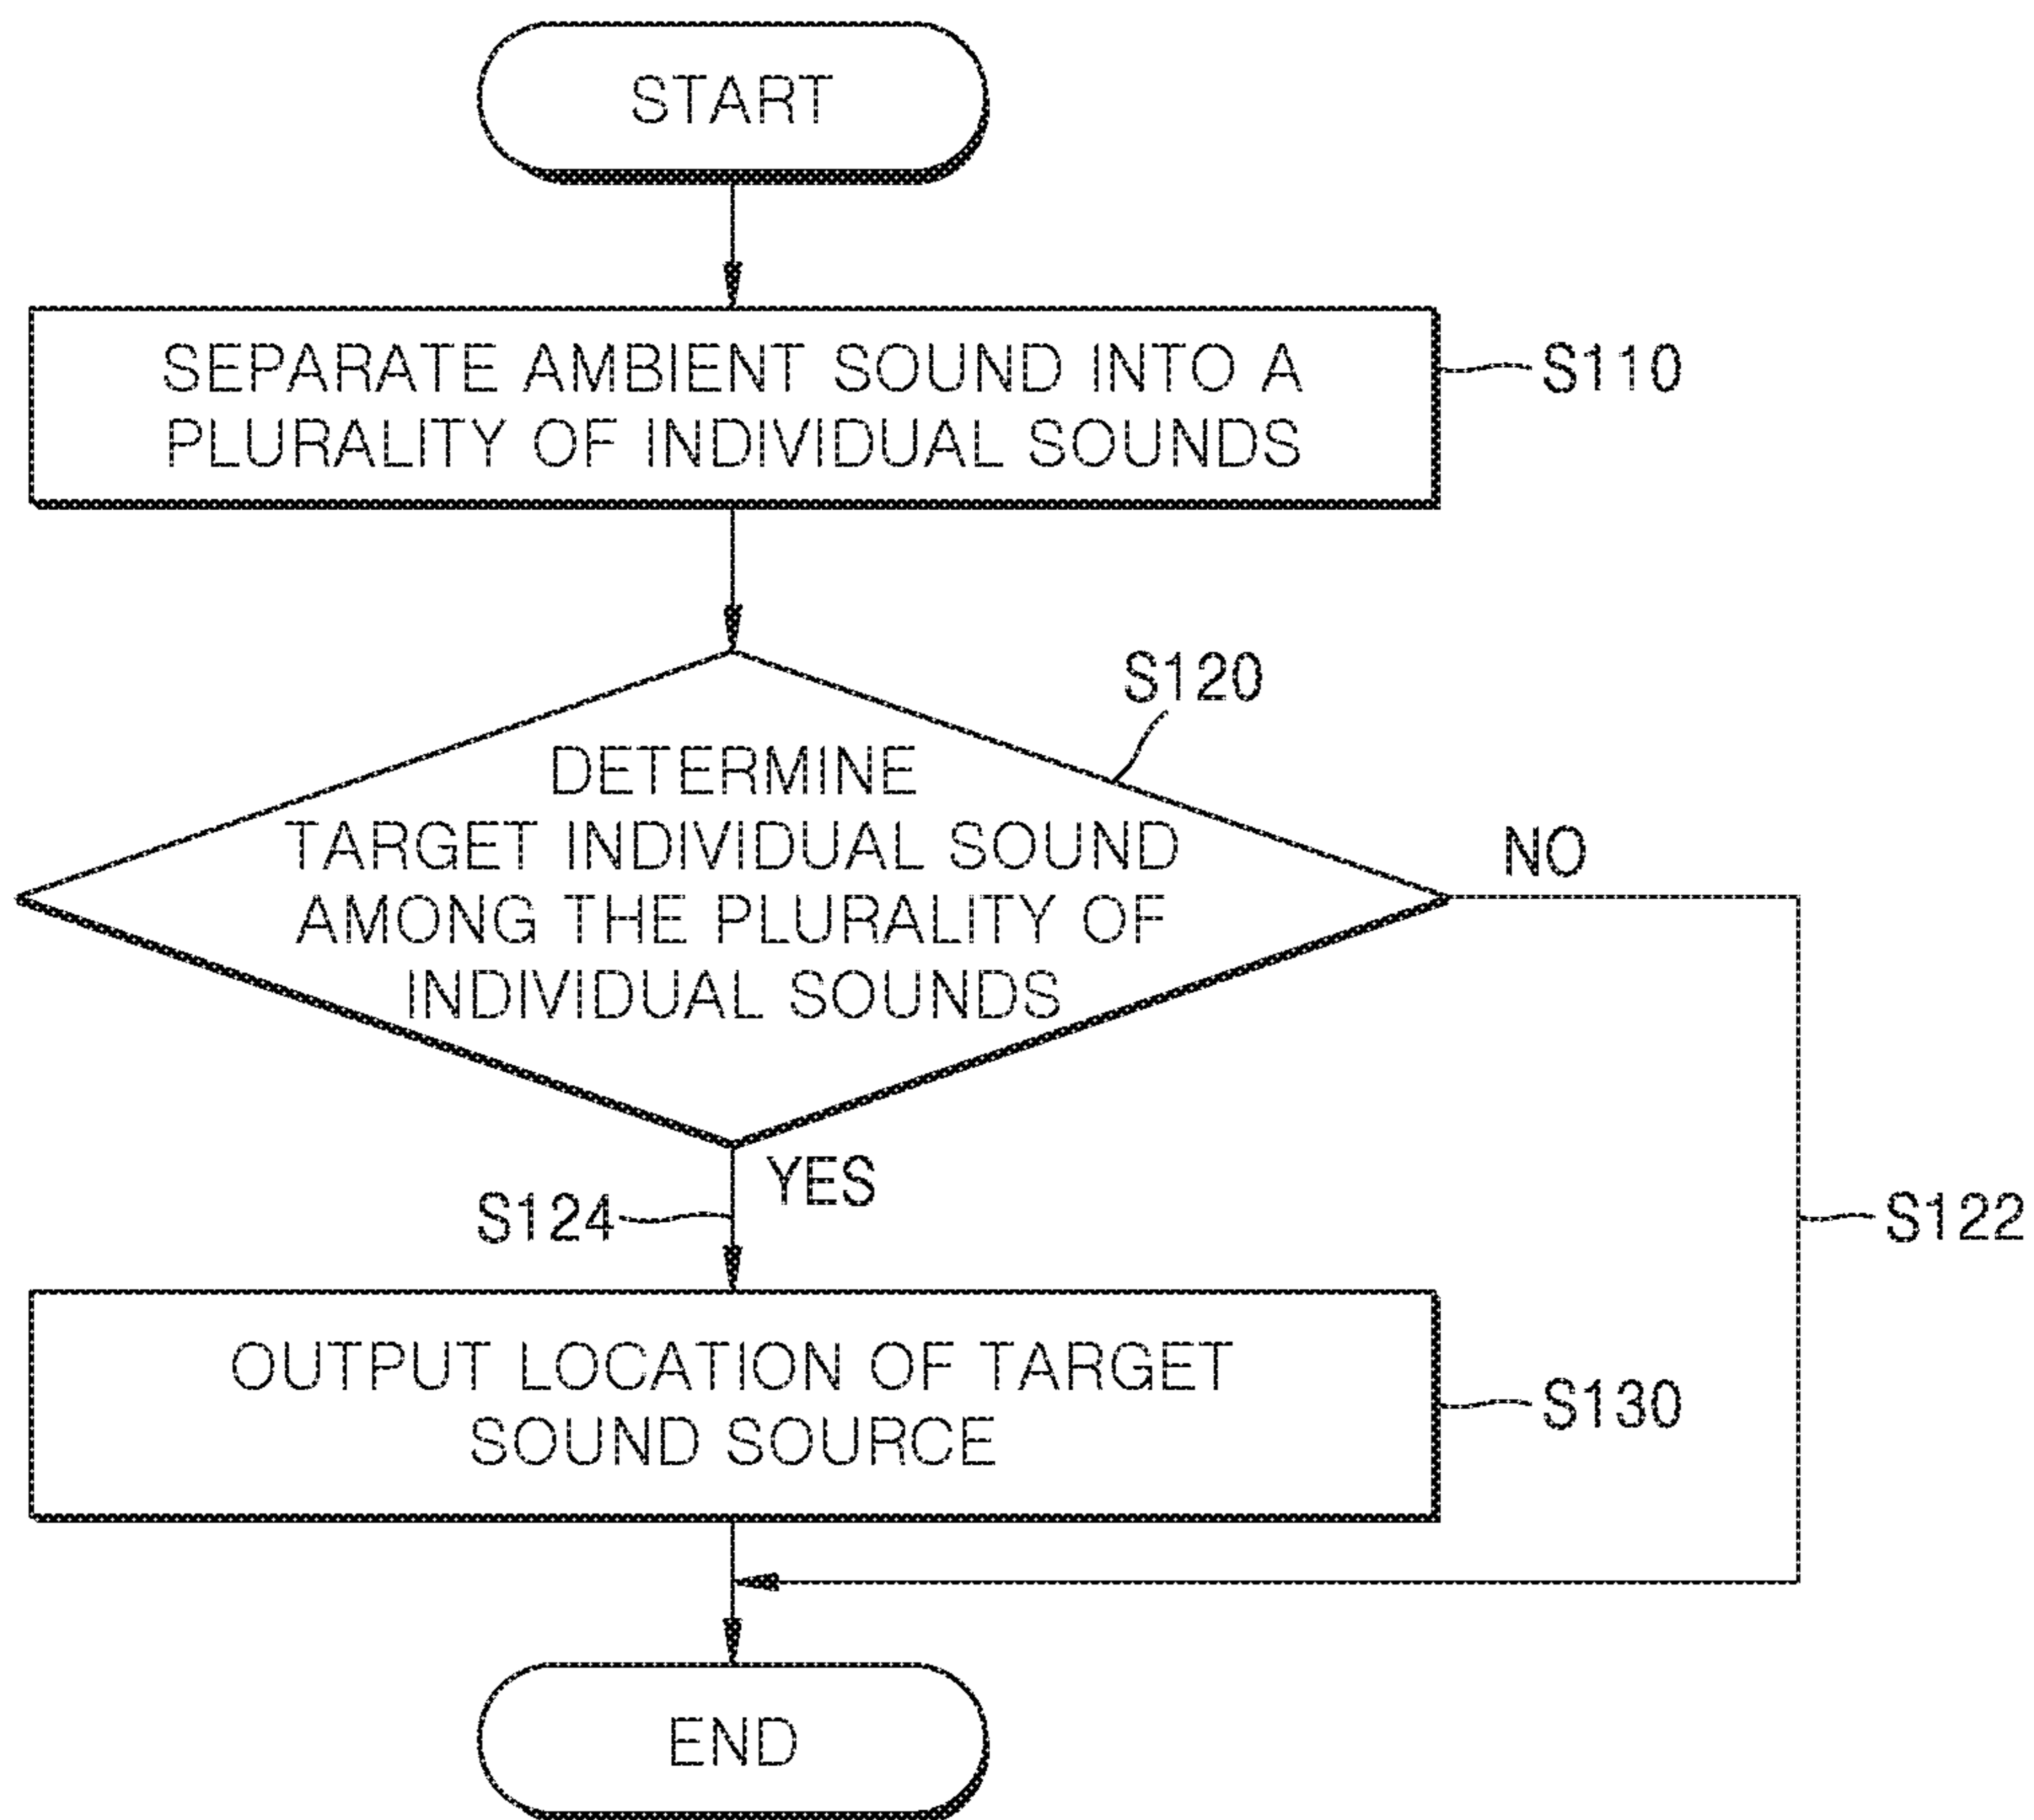 START
SEPARATE AMBIENT SOUND INTO A
PLURALITY OF INDIVIDUAL SOUNDS
S110
S120
DETERMINE
TARGET INDIVIDUAL SOUND
AMONG THE PLURALITY OF
INDIVIDUAL SOUNDS
NO
YES
S124
S122
OUTPUT LOCATION OF TARGET
SOUND SOURCE
S130
END